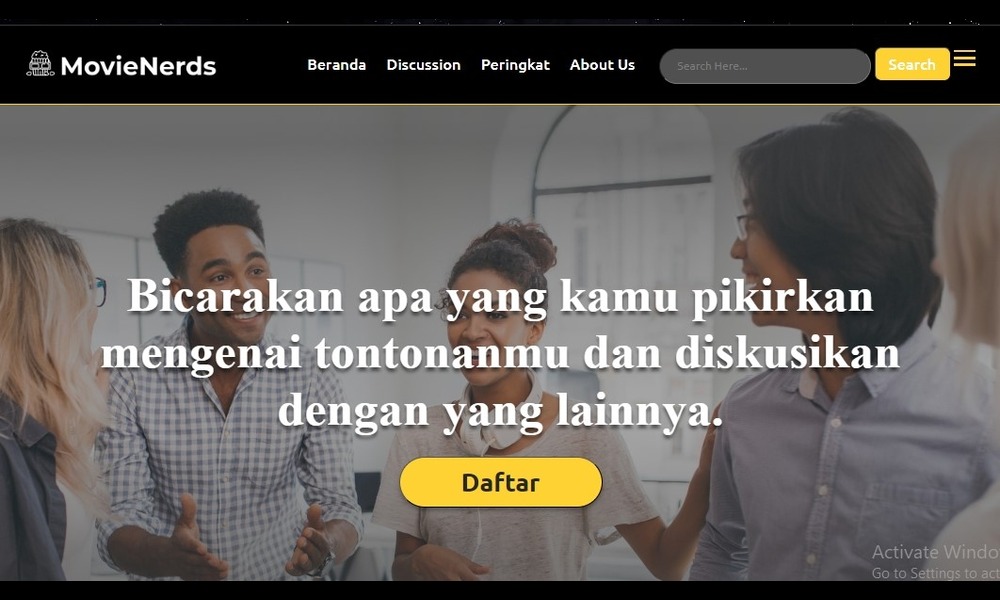 MovieNerds
Beranda Discussion Peringkat About Us Search Here... Search
Bicarakan apa yang kamu pikirkan
mengenai tontonanmu dan diskusikan
dengan yang lainnya.
Daftar
Activate Windo
Go to Settings to act